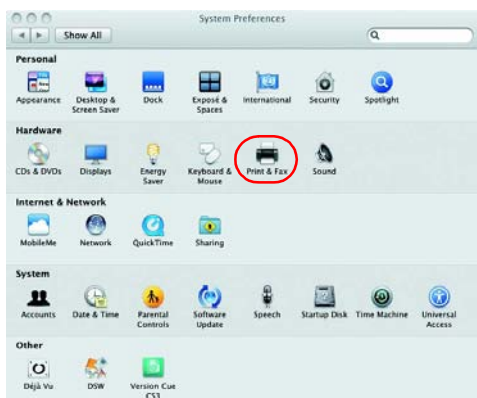 System Preferences
Show All
Personal
Appearance
Desktop & Screen Saver
Dock
Exposé & Spaces
International
Security
Spotlight
Hardware
CDs & DVDs
Displays
Energy Saver
Keyboard & Mouse
Print & Fax
Sound
Internet & Network
MobileMe
Network
QuickTime
Sharing
System
Accounts
Date & Time
Parental Controls
Software Update
Speech
Startup Disk
Time Machine
Universal Access
Other
Déjà Vu
DSW
Version Cue CS3